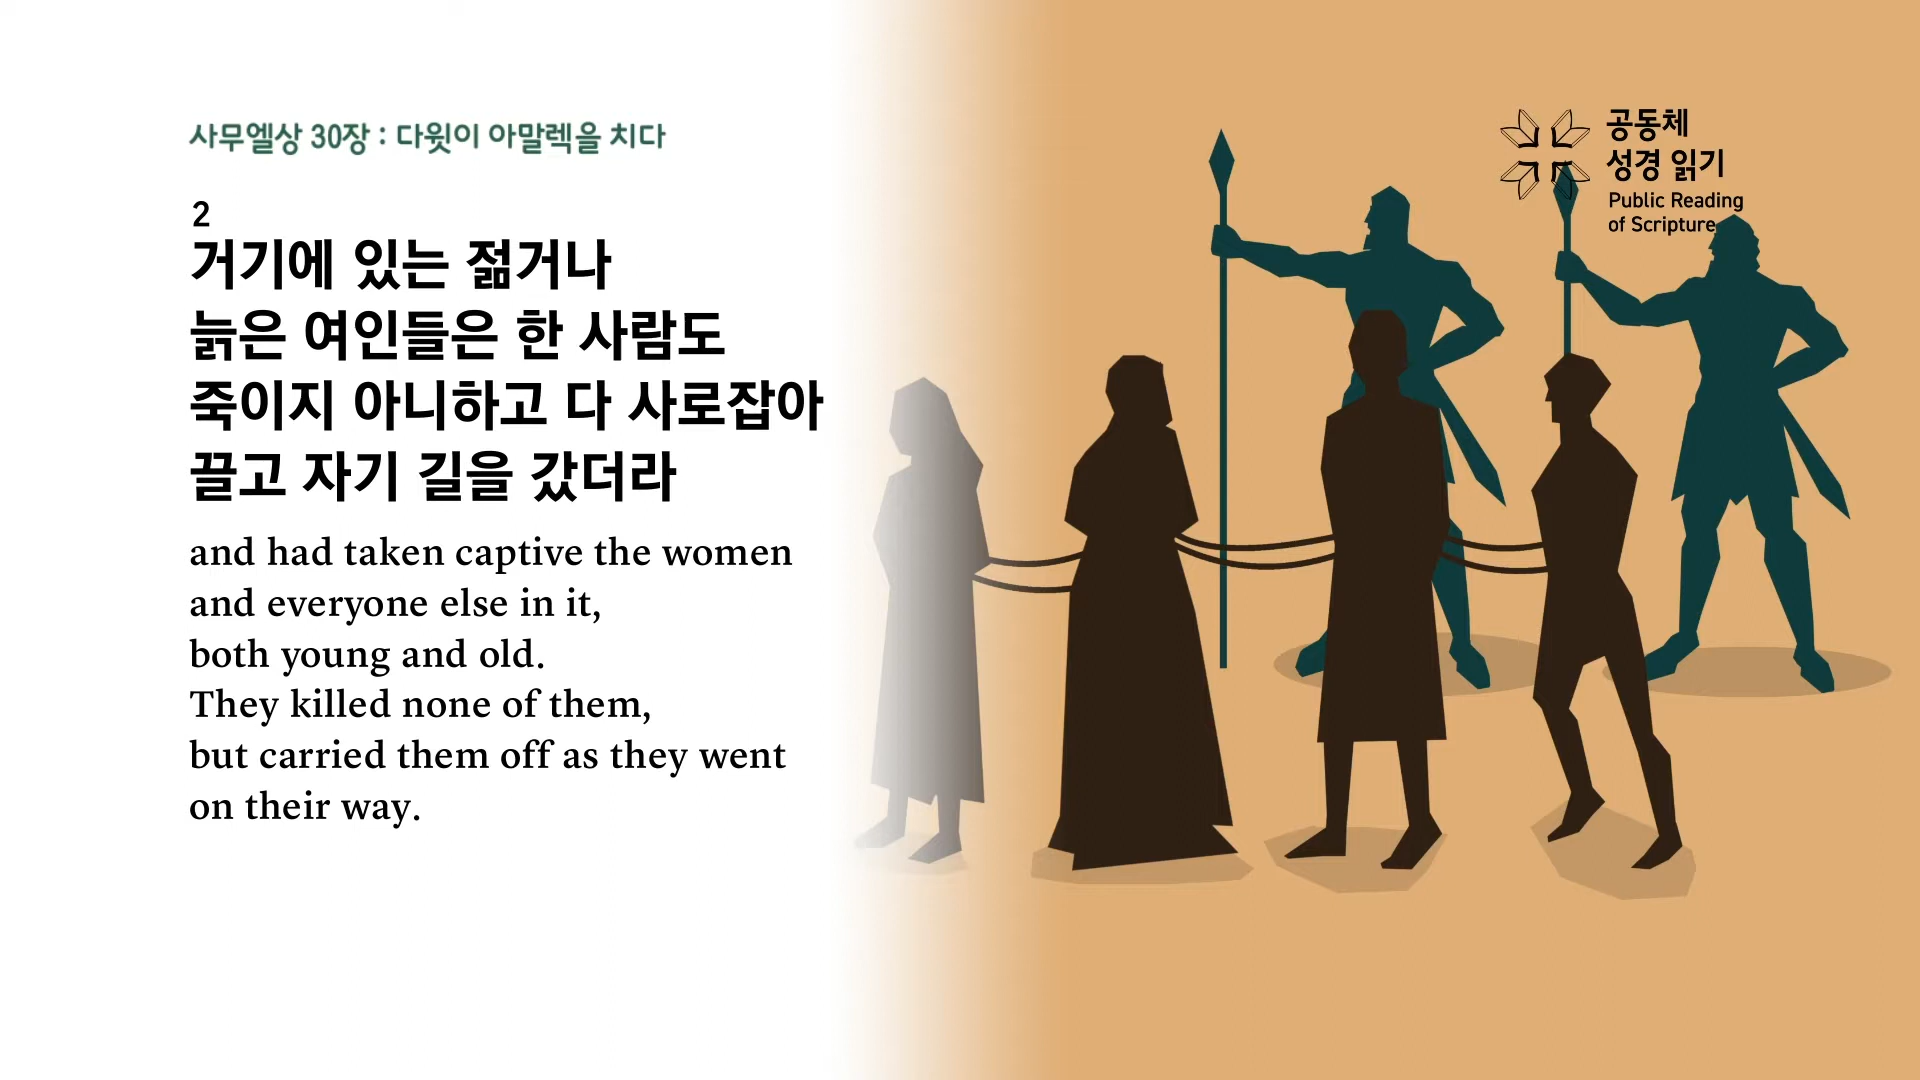 사무엘상 30장 : 다윗이 아말렉을 치다
2
거기에 있는 젊거나
늙은 여인들은 한 사람도
죽이지 아니하고 다 사로잡아
끌고 자기 길을 갔더라
and had taken captive the women
and everyone else in it,
both young and old.
They killed none of them,
but carried them off as they went
on their way.
공동체
성경 읽기
Public Reading
of Scripture